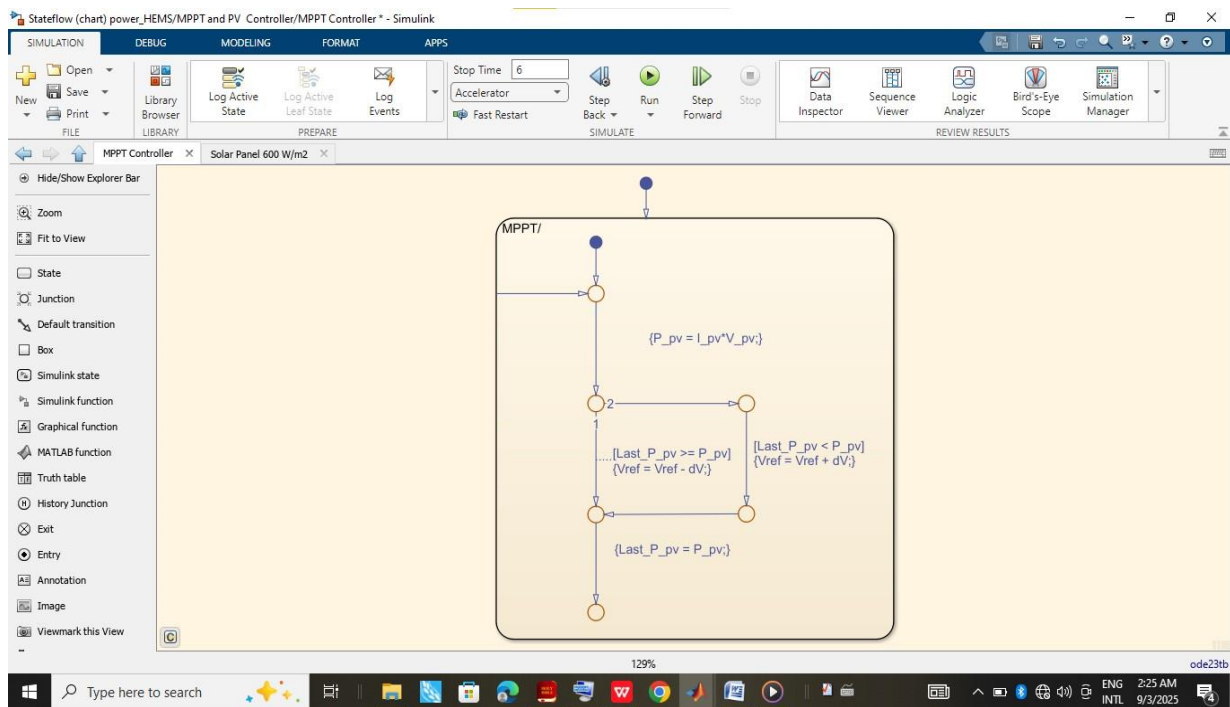 Stateflow (chart) power_HEMS/MPPT and PV Controller/MPPT Controller * - Simulink
SIMULATION DEBUG MODELING FORMAT APPS
New
Open
Save
Print
FILE
Library
Browser
LIBRARY
Log Active
State
Log Active
Leaf State
Log
Events
PREPARE
Stop Time 6
Accelerator
Fast Restart
Step
Back
Run
Step
Forward
Stop
SIMULATE
Data
Inspector
Sequence
Viewer
Logic
Analyzer
Bird's-Eye
Scope
Simulation
Manager
REVIEW RESULTS
MPPT Controller Solar Panel 600 W/m2
Hide/Show Explorer Bar
Zoom
Fit to View
State
Junction
Default transition
Box
Simulink state
Simulink function
Graphical function
MATLAB function
Truth table
History Junction
Exit
Entry
Annotation
Image
Viewmark this View
MPPT/
{P_pv = I_pv*V_pv;}
2
1
....[Last_P_pv >= P_pv]
{Vref = Vref - dV;}
[Last_P_pv < P_pv]
{Vref = Vref + dV;}
{Last_P_pv = P_pv;}
129%
ode23tb
Type here to search
ENG
INTL
2:25 AM
9/3/2025
4